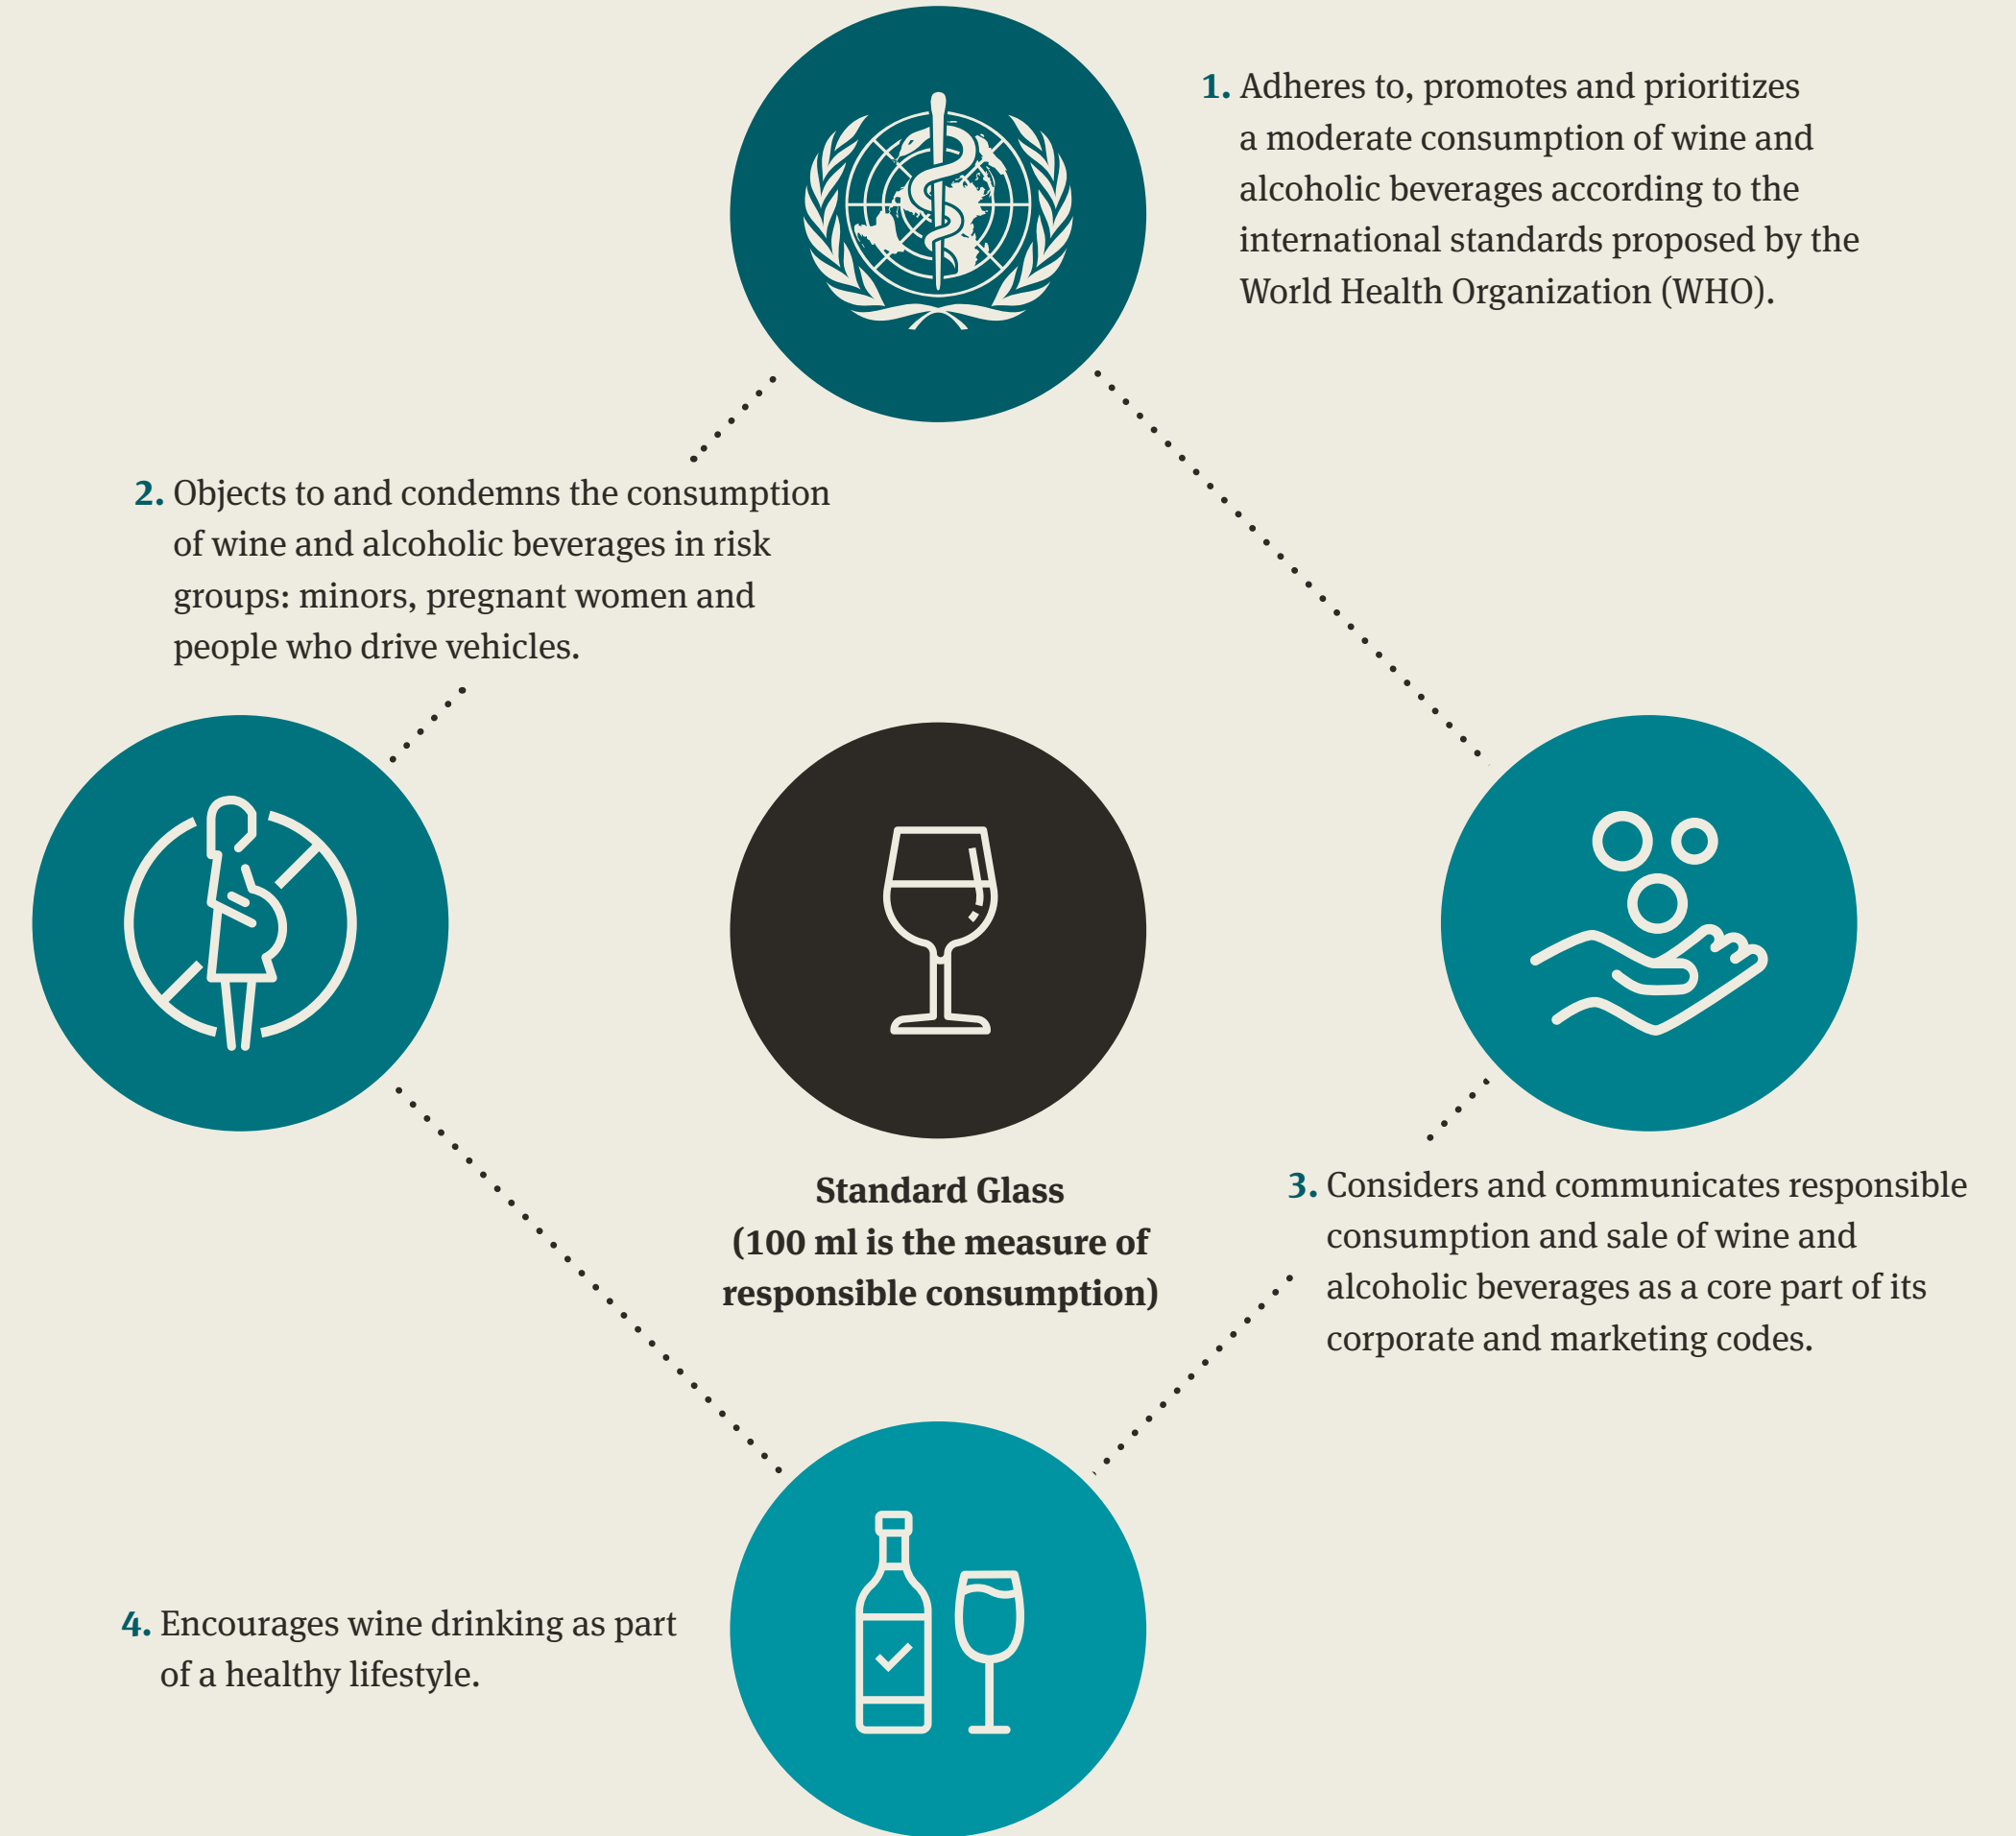 1. Adheres to, promotes and prioritizes
a moderate consumption of wine and
alcoholic beverages according to the
international standards proposed by the
World Health Organization (WHO).
2. Objects to and condemns the consumption
of wine and alcoholic beverages in risk
groups: minors, pregnant women and
people who drive vehicles.
Standard Glass
(100 ml is the measure of
responsible consumption)
3. Considers and communicates responsible
consumption and sale of wine and
alcoholic beverages as a core part of its
corporate and marketing codes.
4. Encourages wine drinking as part
of a healthy lifestyle.